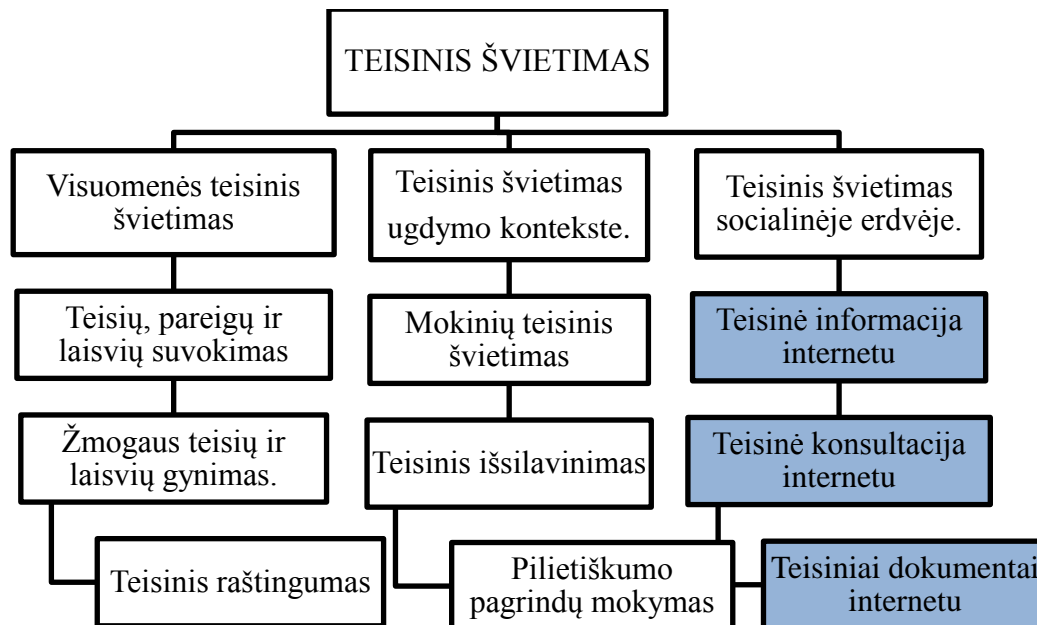 TEISINIS ŠVIETIMAS
Visuomenės teisinis
švietimas
Teisinis švietimas
ugdymo kontekste.
Teisinis švietimas
socialinėje erdvėje.
Teisių, pareigų ir
laisvių suvokimas
Mokinių teisinis
švietimas
Teisinė informacija
internetu
Žmogaus teisių ir
laisvių gynimas.
Teisinis išsilavinimas
Teisinė konsultacija
internetu
Teisinis raštingumas
Pilietiškumo
pagrindų mokymas
Teisiniai dokumentai
internetu